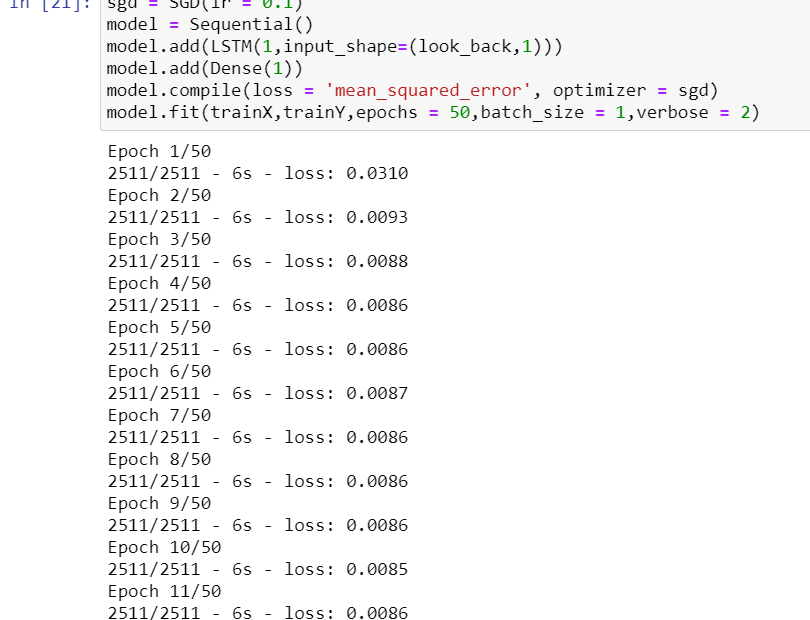 In [21]: sgd = SGD(lr = 0.1)
model = Sequential()
model.add(LSTM(1,input_shape=(look_back,1)))
model.add(Dense(1))
model.compile(loss = 'mean_squared_error', optimizer = sgd)
model.fit(trainX,trainY,epochs = 50,batch_size = 1,verbose = 2)
Epoch 1/50
2511/2511 - 6s - loss: 0.0310
Epoch 2/50
2511/2511 - 6s - loss: 0.0093
Epoch 3/50
2511/2511 - 6s - loss: 0.0088
Epoch 4/50
2511/2511 - 6s - loss: 0.0086
Epoch 5/50
2511/2511 - 6s - loss: 0.0086
Epoch 6/50
2511/2511 - 6s - loss: 0.0087
Epoch 7/50
2511/2511 - 6s - loss: 0.0086
Epoch 8/50
2511/2511 - 6s - loss: 0.0086
Epoch 9/50
2511/2511 - 6s - loss: 0.0086
Epoch 10/50
2511/2511 - 6s - loss: 0.0085
Epoch 11/50
2511/2511 - 6s - loss: 0.0086